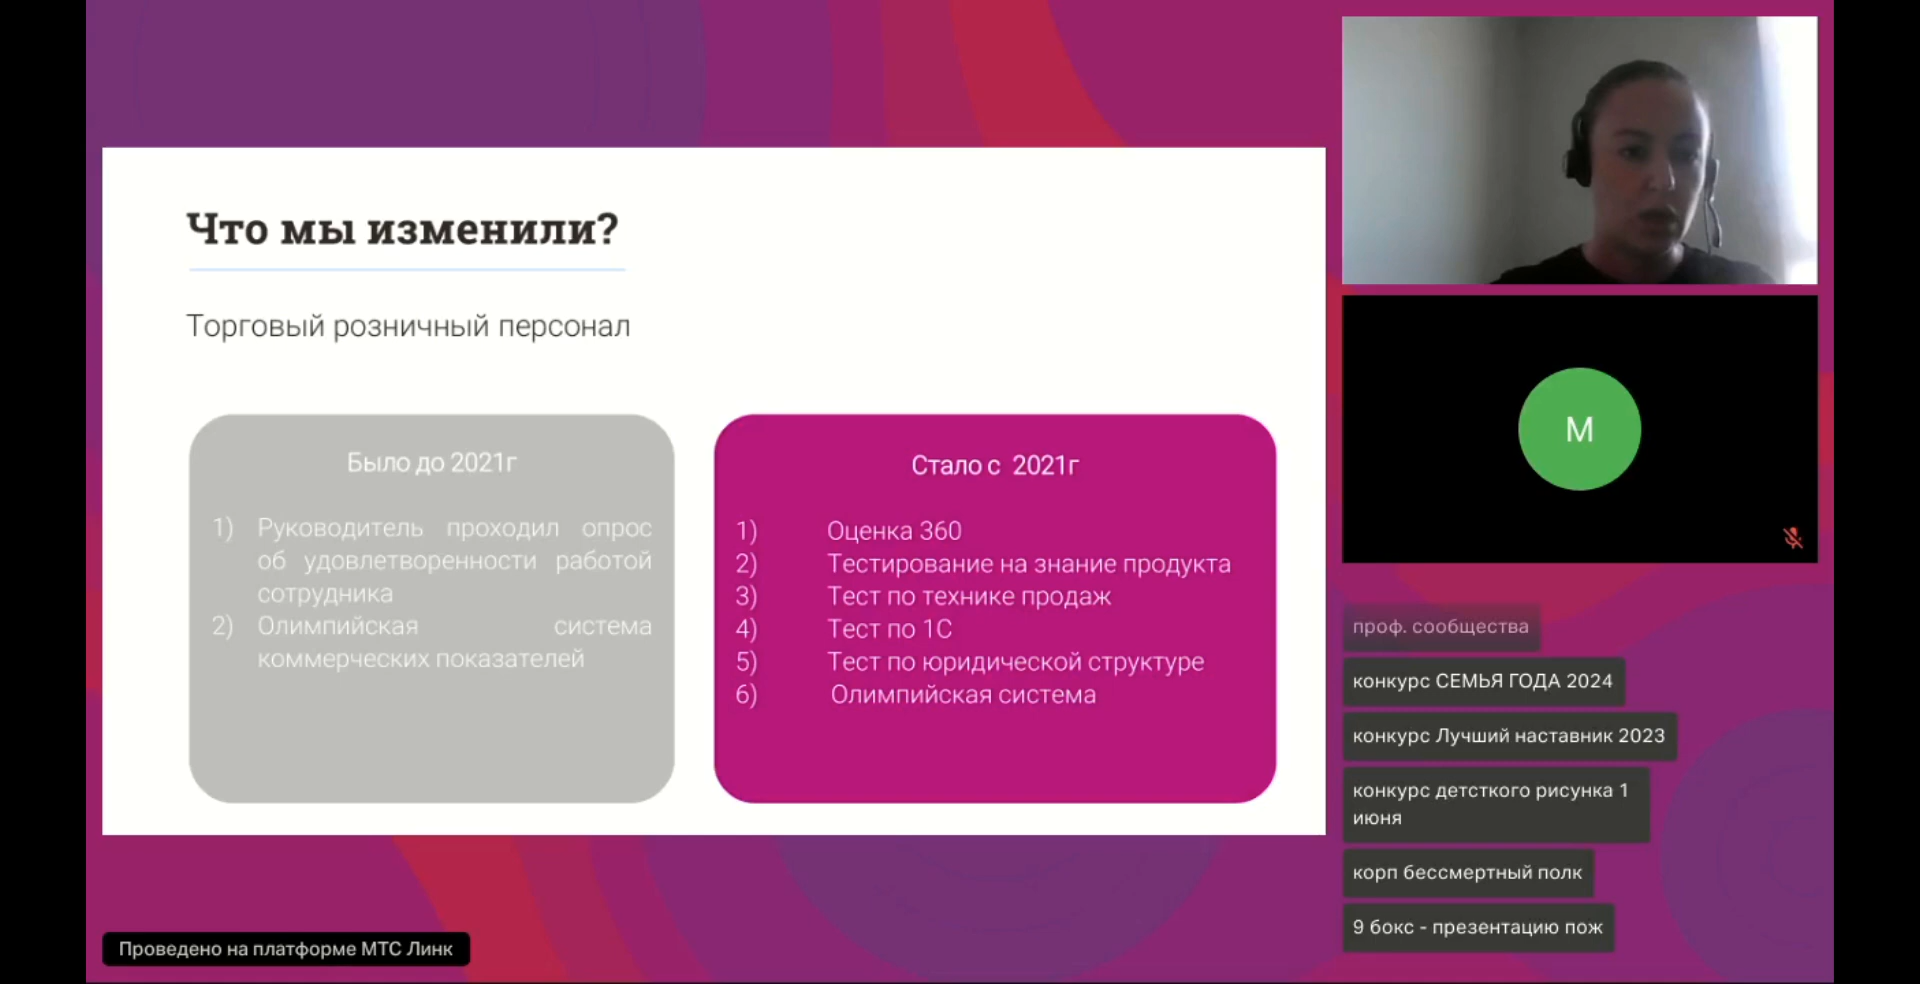 Что мы изменили?
Торговый розничный персонал
Было до 2021г
1) Руководитель проходил опрос
об удовлетворенности работой
сотрудника
2) Олимпийская система
коммерческих показателей
Стало с 2021г
1) Оценка 360
2) Тестирование на знание продукта
3) Тест по технике продаж
4) Тест по 1С
5) Тест по юридической структуре
6) Олимпийская система
Проведено на платформе МТС Линк
М
проф. сообщества
конкурс СЕМЬЯ ГОДА 2024
конкурс Лучший наставник 2023
конкурс детсткого рисунка 1
июня
корп бессмертный полк
9 бокс - презентацию пож